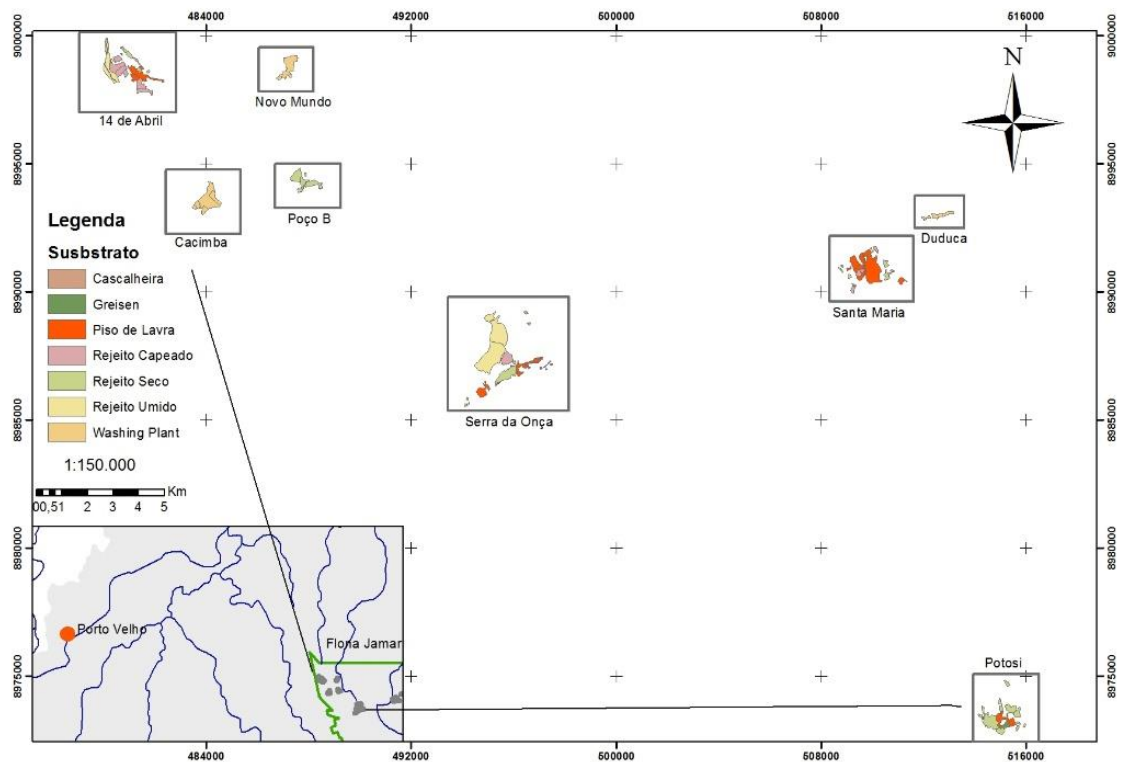 484000 492000 500000 508000 516000
9000000 9000000
N
14 de Abril
Novo Mundo
8995000 8995000
Cacimba
Poço B
Duduca
Legenda
Susbstrato
Cascalheira
Greisen
Piso de Lavra
Rejeito Capeado
Rejeito Seco
Rejeito Umido
Washing Plant
8990000 8990000
Santa Maria
Serra da Onça
8985000 8985000
1:150.000
Km
00,51 2 3 4 5
8980000 8980000
Porto Velho
Flona Jamar
8975000 8975000
Potosi
484000 492000 500000 508000 516000